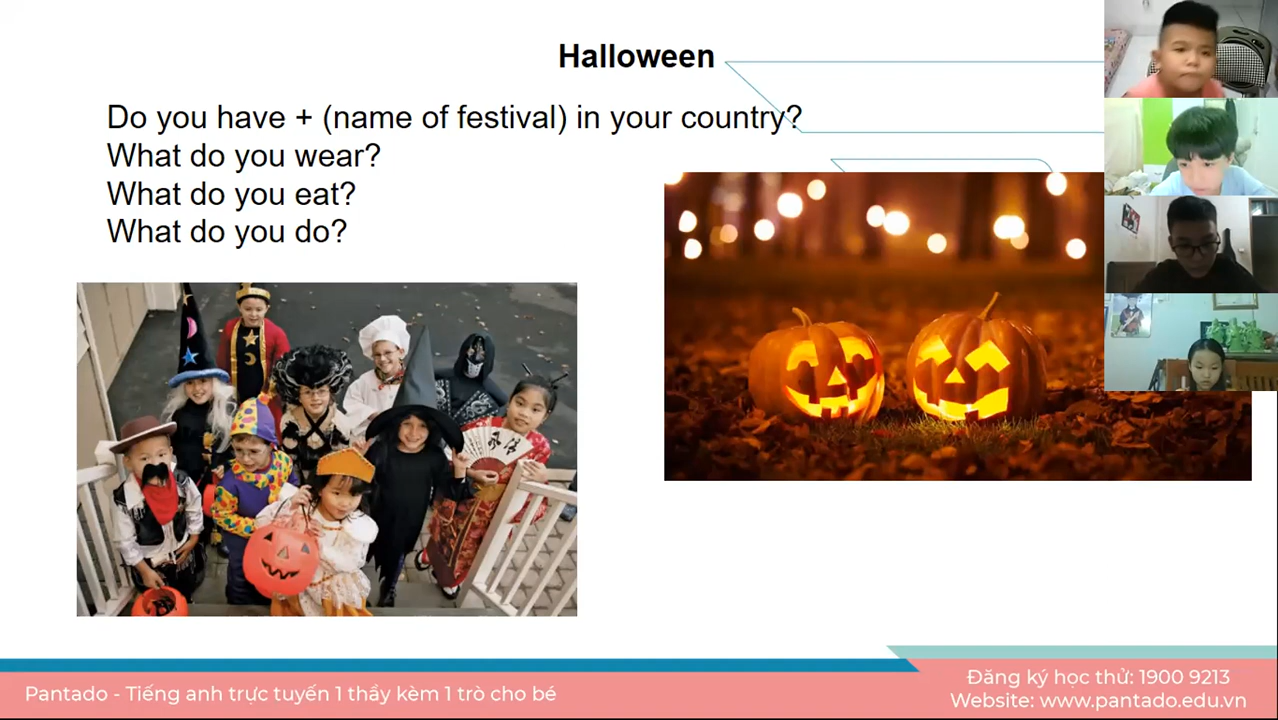 Halloween
Do you have + (name of festival) in your country?
What do you wear?
What do you eat?
What do you do?
Pantado - Tiếng anh trực tuyến 1 thầy kèm 1 trò cho bé
Đăng ký học thử: 1900 9213
Website: www.pantado.edu.vn